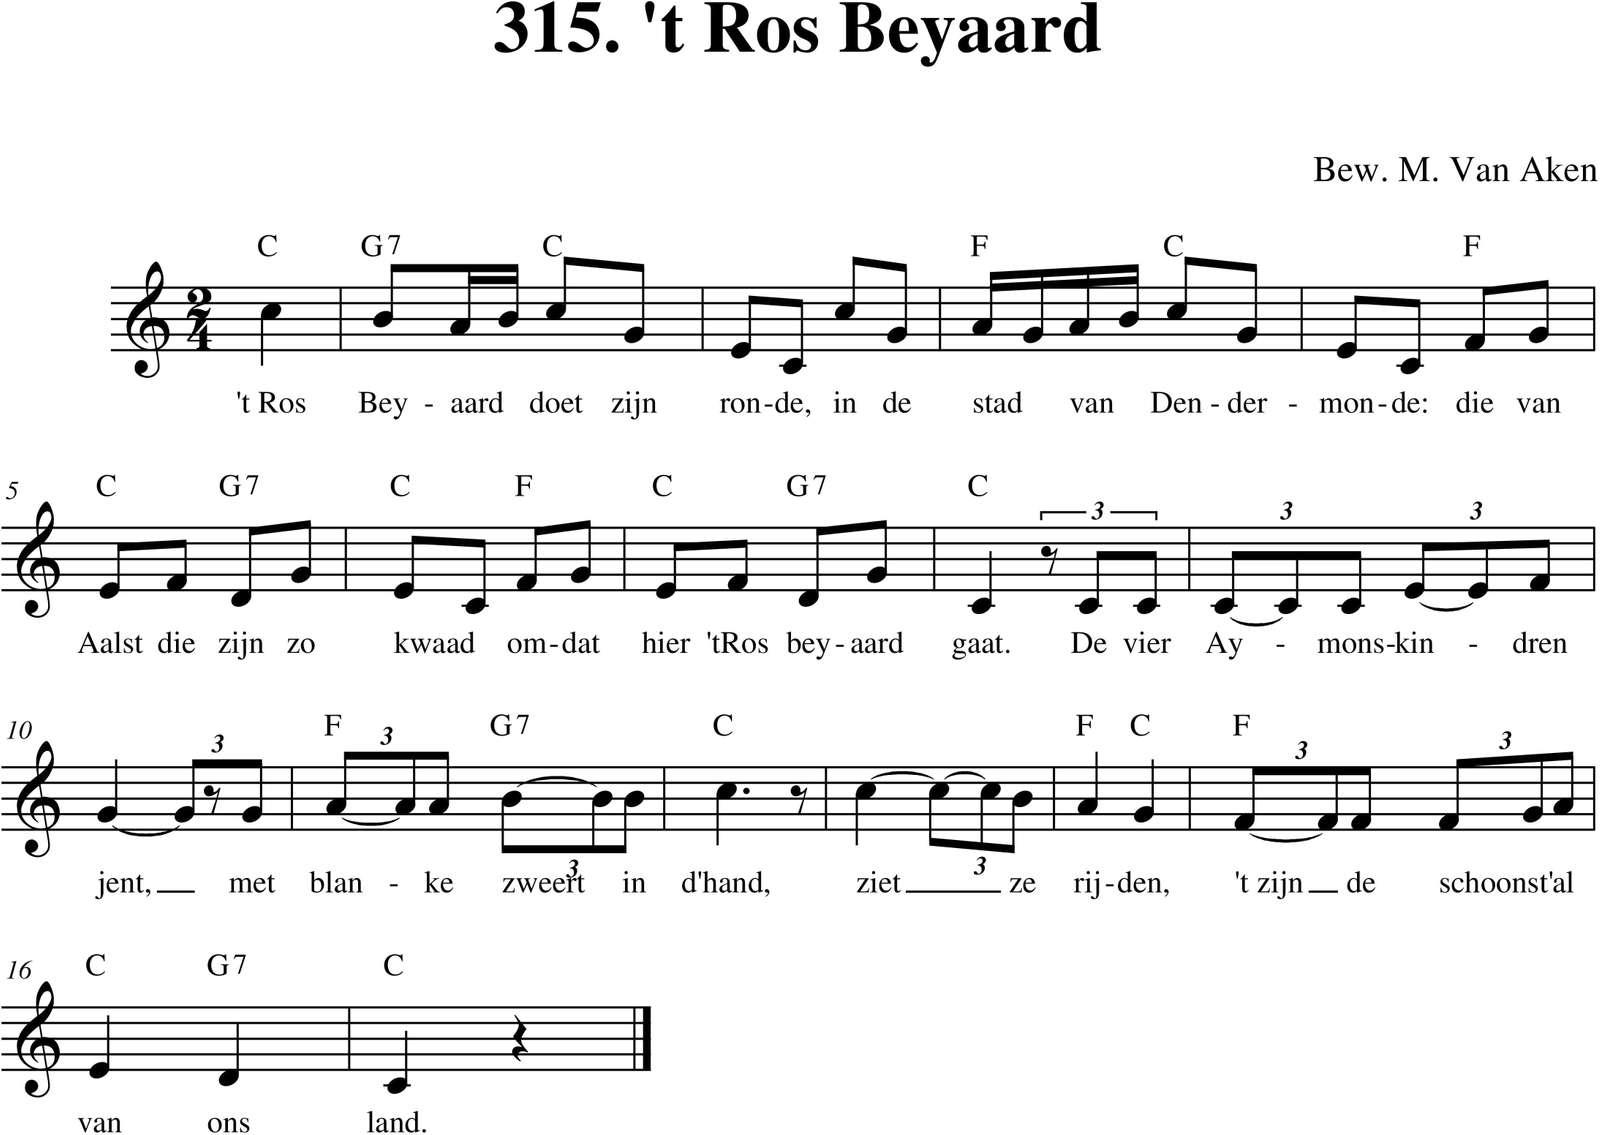 315. 't Ros Beyaard
Bew. M. Van Aken
C G7 C F C F
2
4
't Ros Bey - aard doet zijn ron-de, in de stad van Den-der - mon-de: die van
5 C G7 C F C G7 C
3 3 3
Aalst die zijn zo kwaad om-dat hier 'tRos bey-aard gaat. De vier Ay - mons-kin - dren
10 F G7 C F C F
3 3 3 3 3 3
jent, met blan - ke zweert in d'hand, ziet ze rij-den, 't zijn de schoonst'al
16 C G7 C
van ons land.